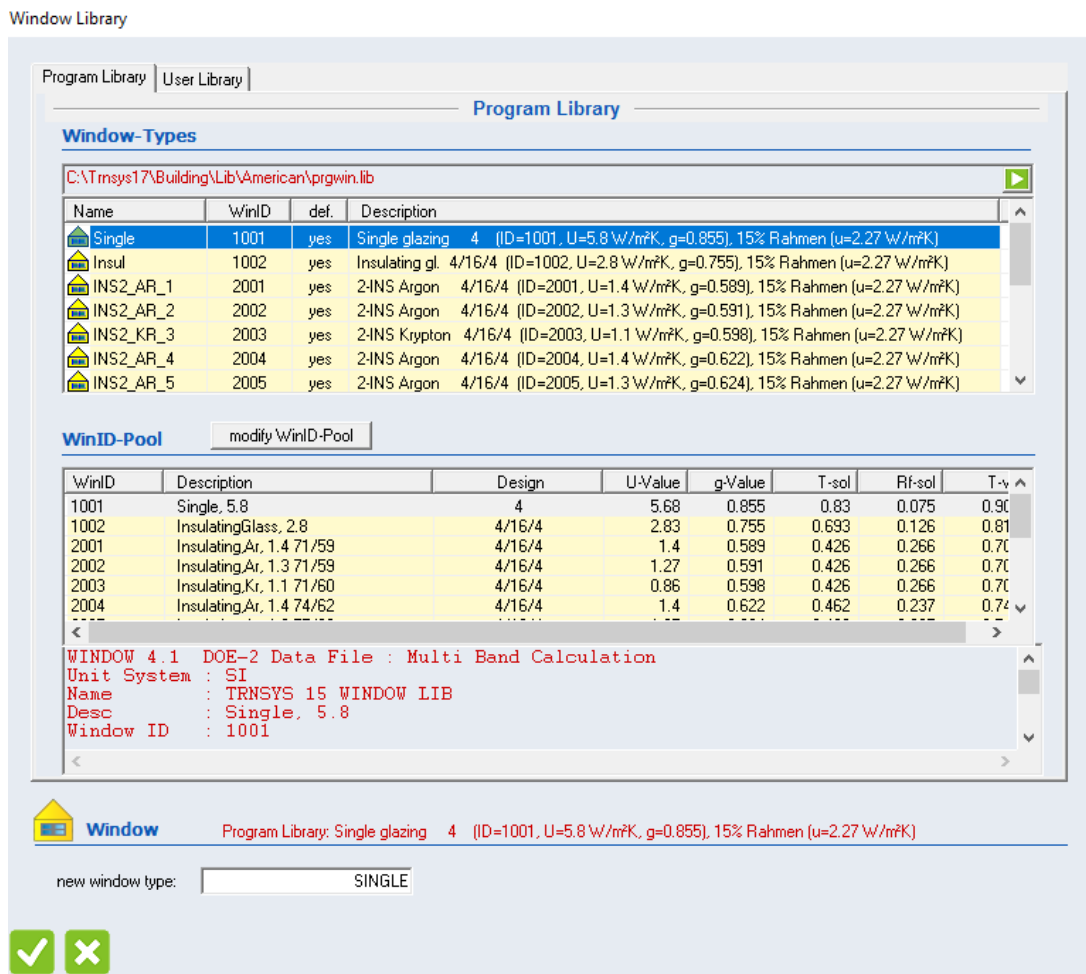 Window Library
Program Library User Library
Program Library
Window-Types
C:\Trnsys17\Building\Lib\American\prgwin.lib
Name WinID def. Description
Single 1001 yes Single glazing 4 (ID=1001, U=5.8 W/m²K, g=0.855), 15% Rahmen (u=2.27 W/m²K)
Insul 1002 yes Insulating gl. 4/16/4 (ID=1002, U=2.8 W/m²K, g=0.755), 15% Rahmen (u=2.27 W/m²K)
INS2_AR_1 2001 yes 2-INS Argon 4/16/4 (ID=2001, U=1.4 W/m²K, g=0.589), 15% Rahmen (u=2.27 W/m²K)
INS2_AR_2 2002 yes 2-INS Argon 4/16/4 (ID=2002, U=1.3 W/m²K, g=0.591), 15% Rahmen (u=2.27 W/m²K)
INS2_KR_3 2003 yes 2-INS Krypton 4/16/4 (ID=2003, U=1.1 W/m²K, g=0.598), 15% Rahmen (u=2.27 W/m²K)
INS2_AR_4 2004 yes 2-INS Argon 4/16/4 (ID=2004, U=1.4 W/m²K, g=0.622), 15% Rahmen (u=2.27 W/m²K)
INS2_AR_5 2005 yes 2-INS Argon 4/16/4 (ID=2005, U=1.3 W/m²K, g=0.624), 15% Rahmen (u=2.27 W/m²K)
WinID-Pool modify WinID-Pool
WinID Description Design U-Value g-Value T-sol Rf-sol T-v
1001 Single, 5.8 4 5.68 0.855 0.83 0.075 0.90
1002 InsulatingGlass, 2.8 4/16/4 2.83 0.755 0.693 0.126 0.81
2001 Insulating,Ar, 1.4 71/59 4/16/4 1.4 0.589 0.426 0.266 0.70
2002 Insulating,Ar, 1.3 71/59 4/16/4 1.27 0.591 0.426 0.266 0.70
2003 Insulating,Kr, 1.1 71/60 4/16/4 0.86 0.598 0.426 0.266 0.70
2004 Insulating,Ar, 1.4 74/62 4/16/4 1.4 0.622 0.462 0.237 0.74
WINDOW 4.1 DOE-2 Data File : Multi Band Calculation
Unit System : SI
Name : TRNSYS 15 WINDOW LIB
Desc : Single, 5.8
Window ID : 1001
Window Program Library: Single glazing 4 (ID=1001, U=5.8 W/m²K, g=0.855), 15% Rahmen (u=2.27 W/m²K)
new window type: SINGLE